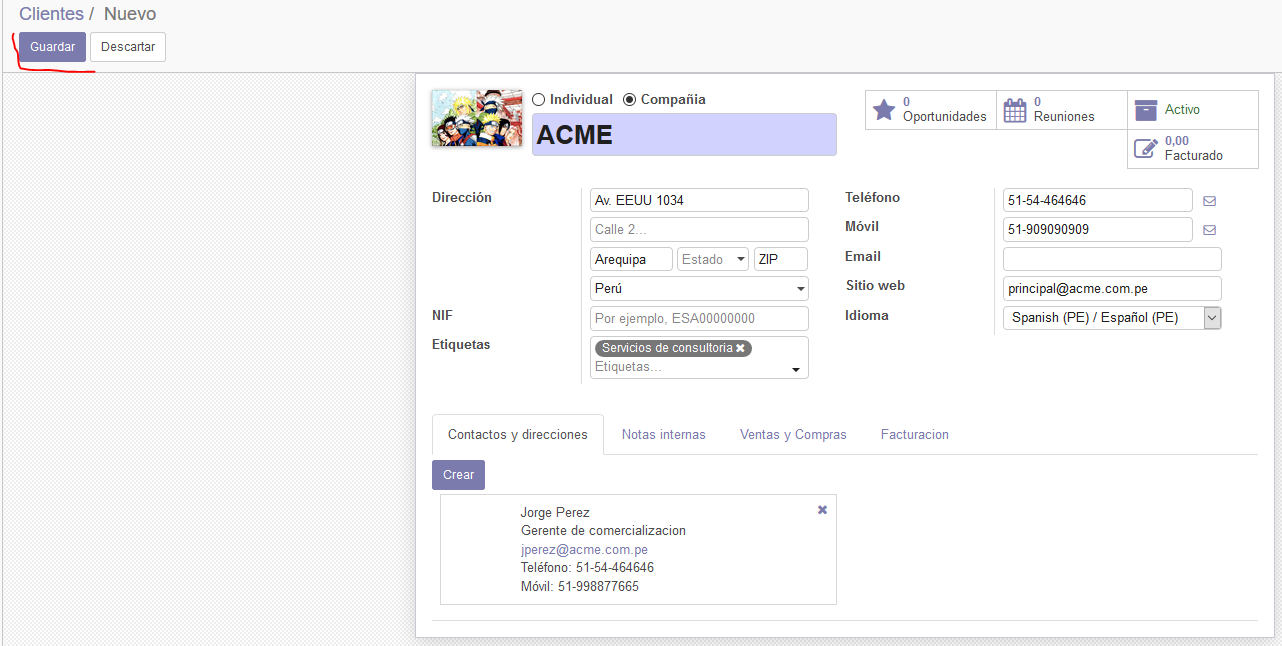 Clientes / Nuevo
Guardar
Descartar
Individual
Compañia
ACME
0
Oportunidades
0
Reuniones
Activo
0,00
Facturado
Dirección
Av. EEUU 1034
Calle 2...
Arequipa
Estado
ZIP
Perú
NIF
Por ejemplo, ESA00000000
Etiquetas
Servicios de consultoria
Etiquetas...
Teléfono
51-54-464646
Móvil
51-909090909
Email
Sitio web
principal@acme.com.pe
Idioma
Spanish (PE) / Español (PE)
Contactos y direcciones
Notas internas
Ventas y Compras
Facturacion
Crear
Jorge Perez
Gerente de comercializacion
jperez@acme.com.pe
Teléfono: 51-54-464646
Móvil: 51-998877665